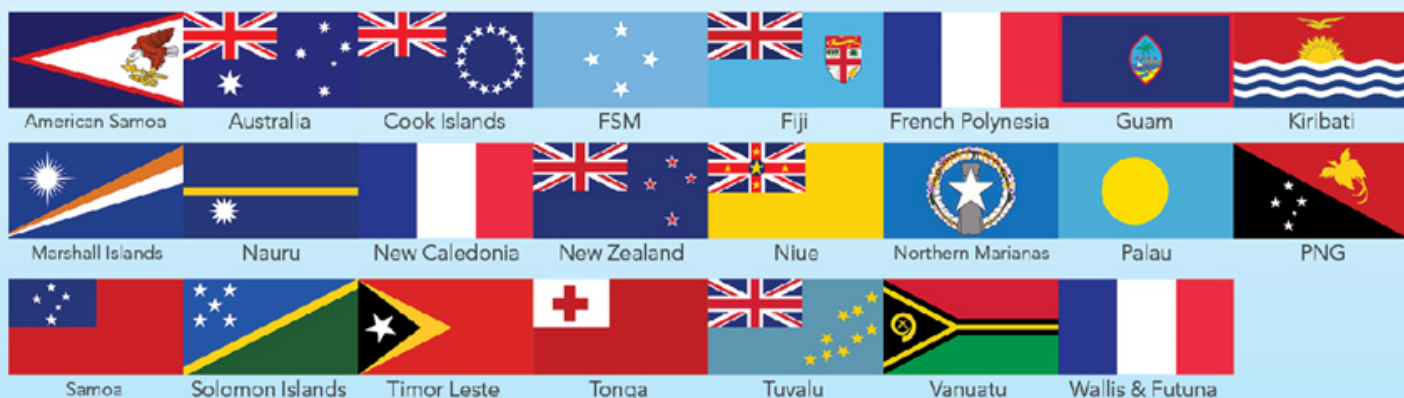 American Samoa Australia Cook Islands FSM Fiji French Polynesia Guam Kiribati
Marshall Islands Nauru New Caledonia New Zealand Niue Northern Marianas Palau PNG
Samoa Solomon Islands Timor Leste Tonga Tuvalu Vanuatu Wallis & Futuna